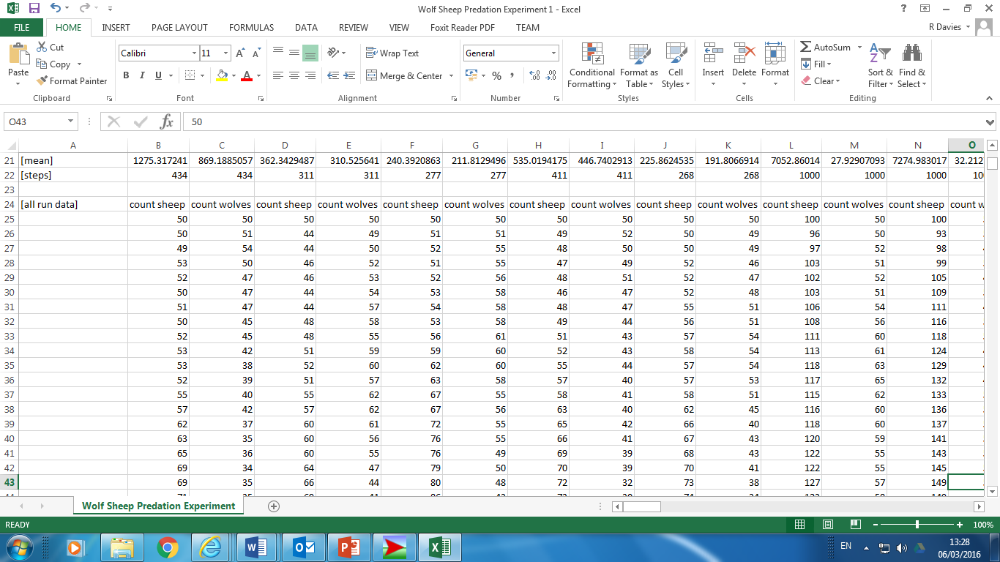 Wolf Sheep Predation Experiment 1 - Excel
FILE HOME INSERT PAGE LAYOUT FORMULAS DATA REVIEW VIEW Foxit Reader PDF TEAM R Davies
Paste Cut Copy Format Painter Clipboard
Calibri 11 A A B I U A Font
Wrap Text Merge & Center Alignment
General % , Number
Conditional Formatting Format as Table Cell Styles Styles
Insert Delete Format Cells
AutoSum Fill Clear Sort & Filter Find & Select Editing
O43 fx 50
A B C D E F G H I J K L M N O
21 [mean] 1275.317241 869.1885057 362.3429487 310.525641 240.3920863 211.8129496 535.0194175 446.7402913 225.8624535 191.8066914 7052.86014 27.92907093 7274.983017 32.212
22 [steps] 434 434 311 311 277 277 411 411 268 268 1000 1000 1000 10
23
24 [all run data] count sheep count wolves count sheep count wolves count sheep count wolves count sheep count wolves count sheep count wolves count sheep count wolves count sheep count w
25 50 50 50 50 50 50 50 50 50 50 100 50 100
26 50 51 44 49 51 51 49 52 50 49 96 50 93
27 49 54 44 50 52 55 48 50 50 49 97 52 98
28 53 50 46 52 51 55 47 49 52 46 103 51 99
29 52 47 46 53 52 56 48 51 52 47 102 52 105
30 50 47 44 54 53 58 46 47 52 48 103 51 109
31 51 47 44 57 54 58 48 47 55 51 106 54 111
32 50 45 48 58 53 58 49 44 56 51 108 56 116
33 52 45 48 55 56 61 51 43 57 54 111 60 118
34 53 42 51 59 59 60 52 43 58 54 113 61 124
35 53 38 52 60 62 60 55 44 57 54 118 63 129
36 52 39 51 57 63 58 57 40 57 53 117 65 132
37 55 40 55 62 67 55 58 41 58 51 115 62 133
38 57 42 57 62 67 56 63 40 62 45 116 60 136
39 62 37 60 61 72 55 65 42 66 40 118 60 137
40 63 35 60 56 76 55 66 41 67 43 120 59 141
41 65 36 60 55 76 49 69 39 68 43 122 55 143
42 69 34 64 47 79 50 70 39 70 41 122 55 145
43 69 35 66 44 80 48 72 32 73 38 127 57 149
Wolf Sheep Predation Experiment
READY 100%
EN 13:28
06/03/2016